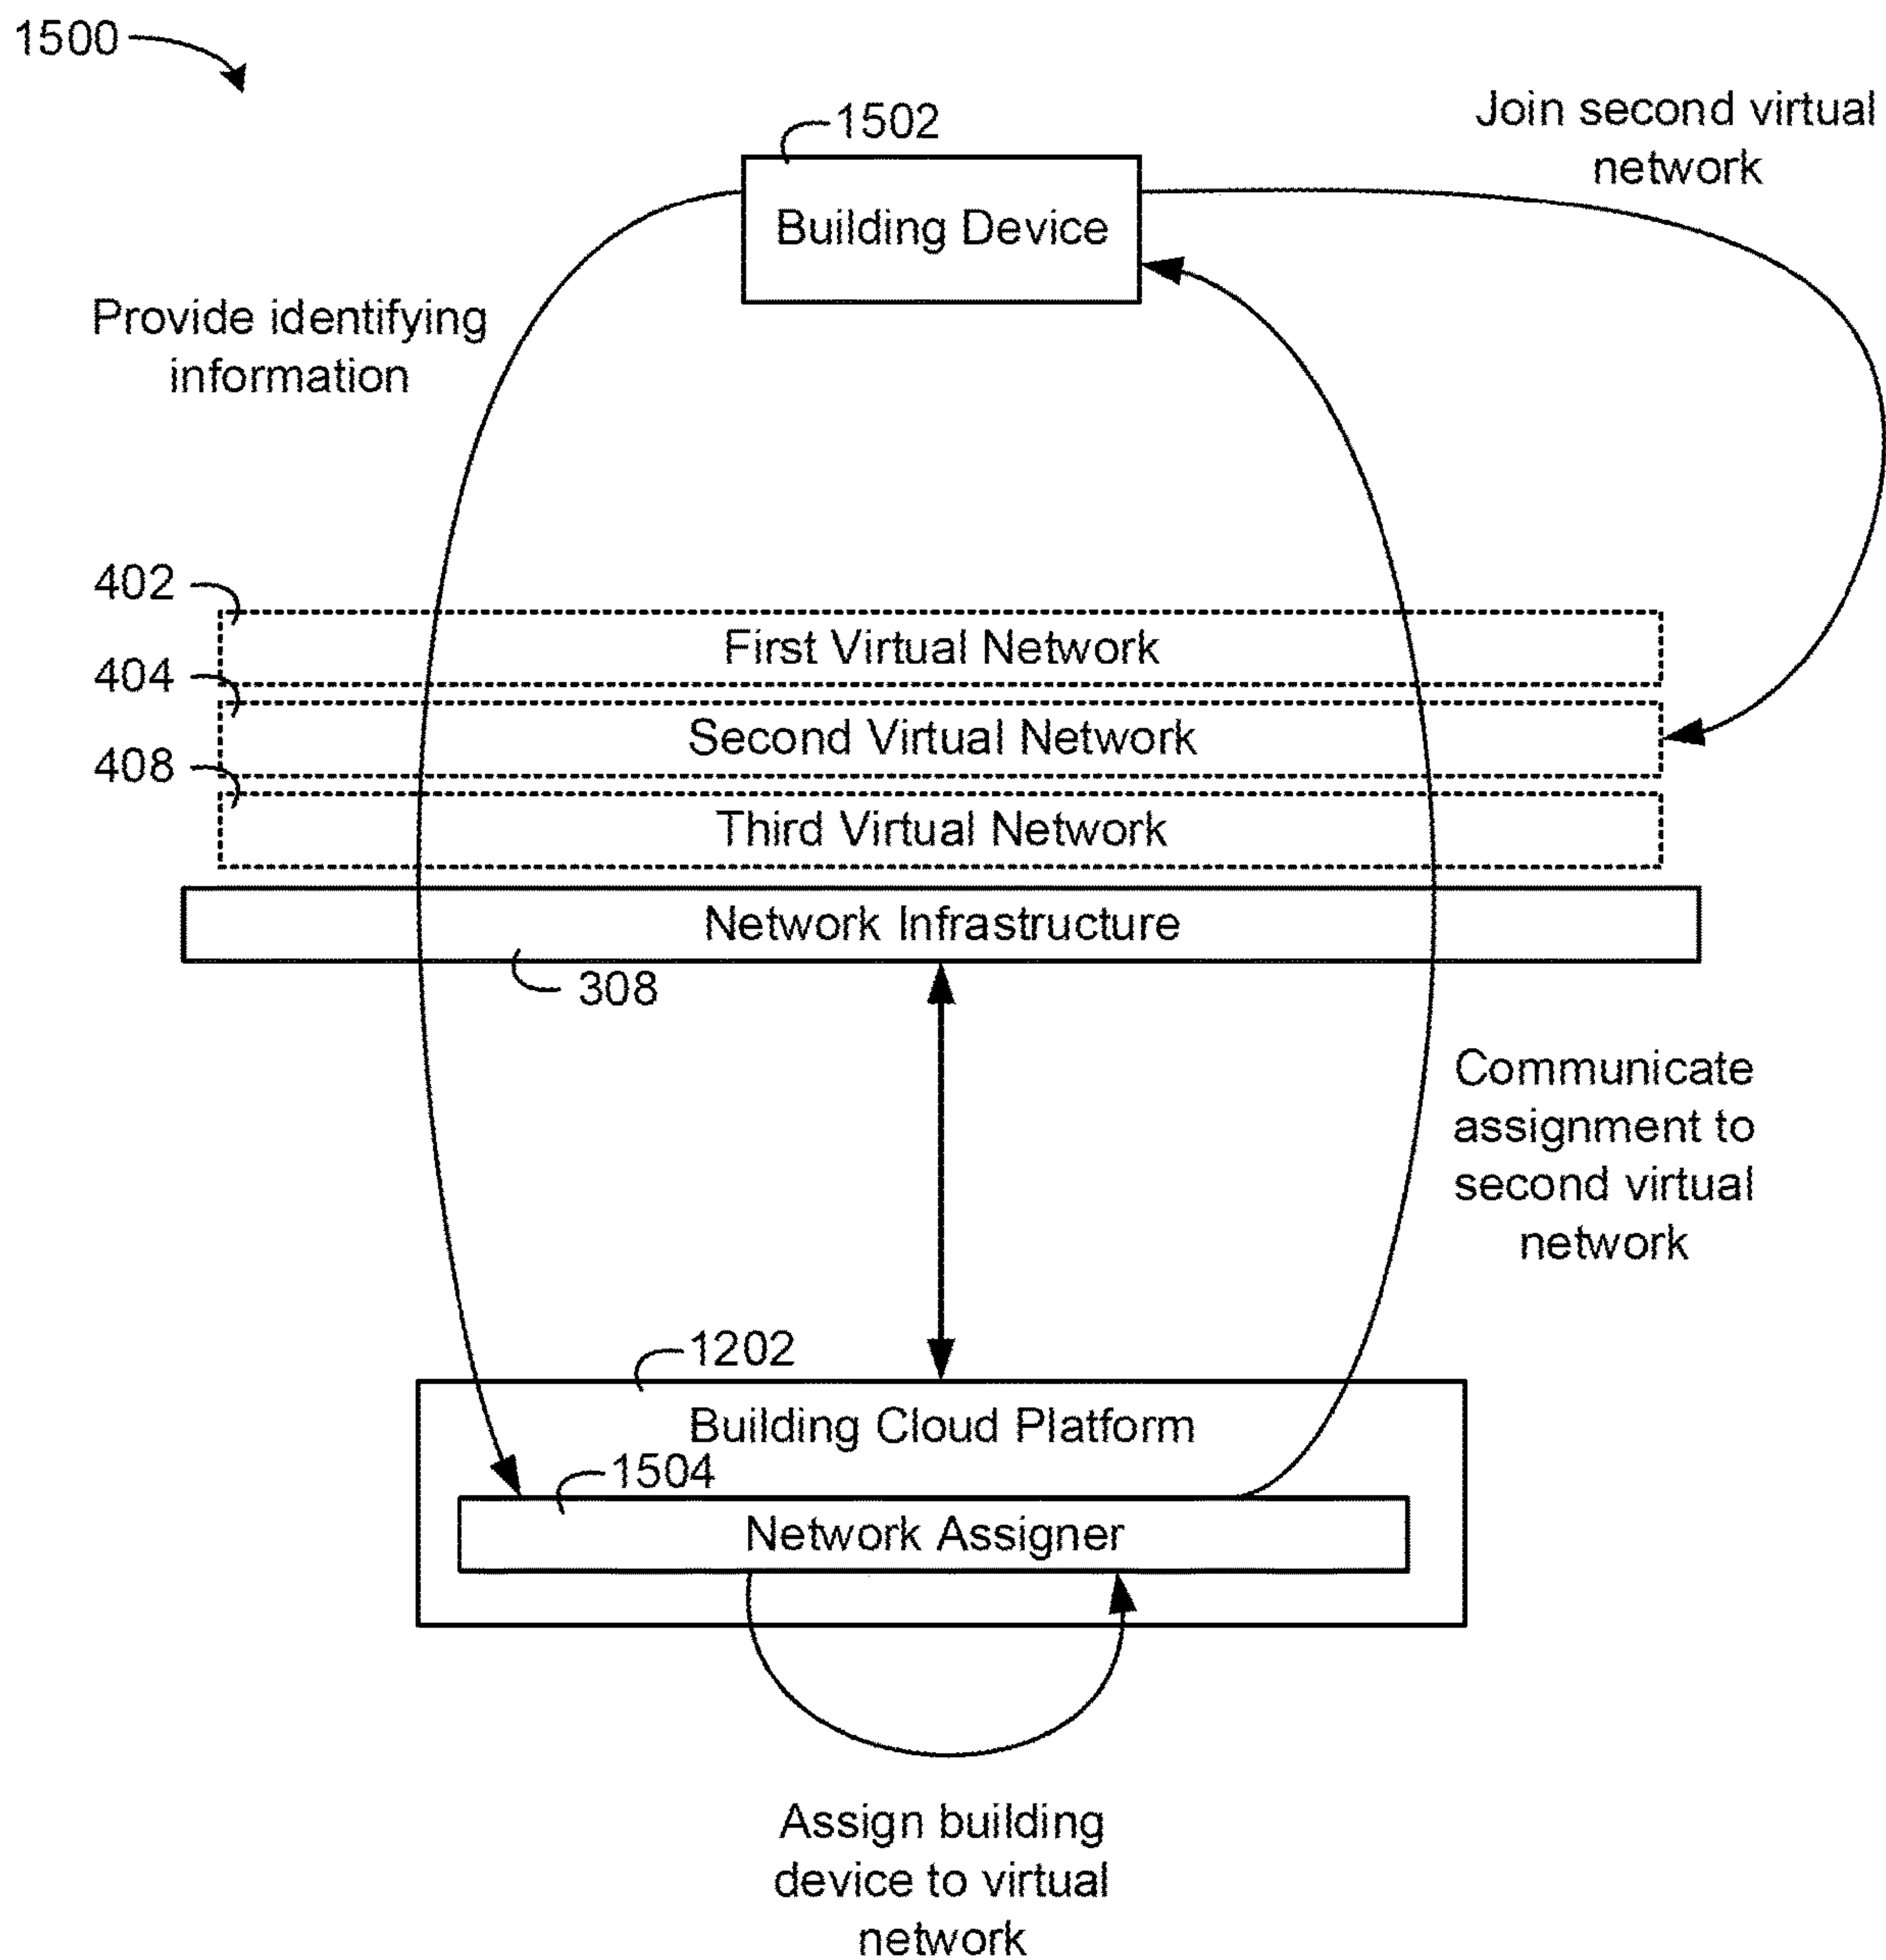 1500
1502
Join second virtual
network
Building Device
Provide identifying
information
402
First Virtual Network
404
Second Virtual Network
408
Third Virtual Network
Network Infrastructure
308
Communicate
assignment to
second virtual
network
1202
Building Cloud Platform
1504
Network Assigner
Assign building
device to virtual
network